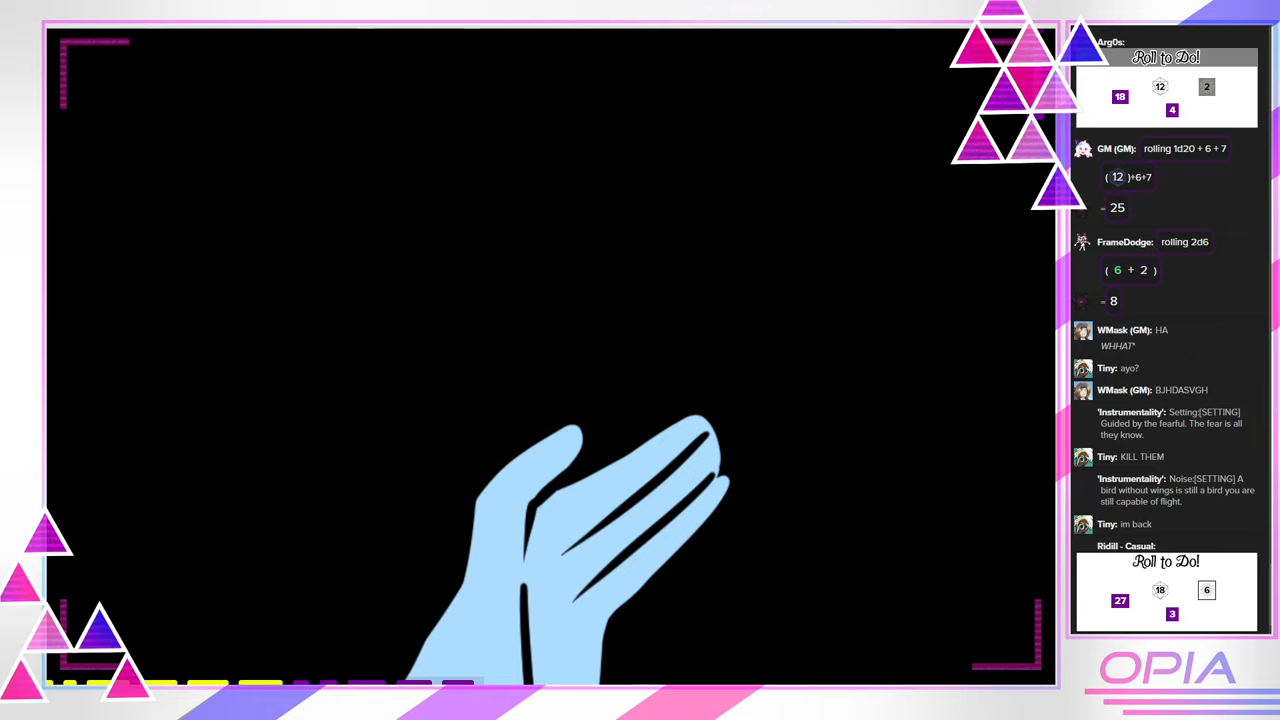 Arg0s:
Roll to Do!
12
2
18
4
GM (GM): rolling 1d20 + 6 + 7
( 12 )+6+7
= 25
FrameDodge: rolling 2d6
( 6 + 2 )
= 8
WMask (GM): HA
WHHAT*
Tiny: ayo?
WMask (GM): BJHDASVGH
'Instrumentality': Setting:[SETTING]
Guided by the fearful. The fear is all
they know.
Tiny: KILL THEM
'Instrumentality': Noise:[SETTING] A
bird without wings is still a bird you are
still capable of flight.
Tiny: im back
Ridill - Casual:
Roll to Do!
18
6
27
3
OPIA